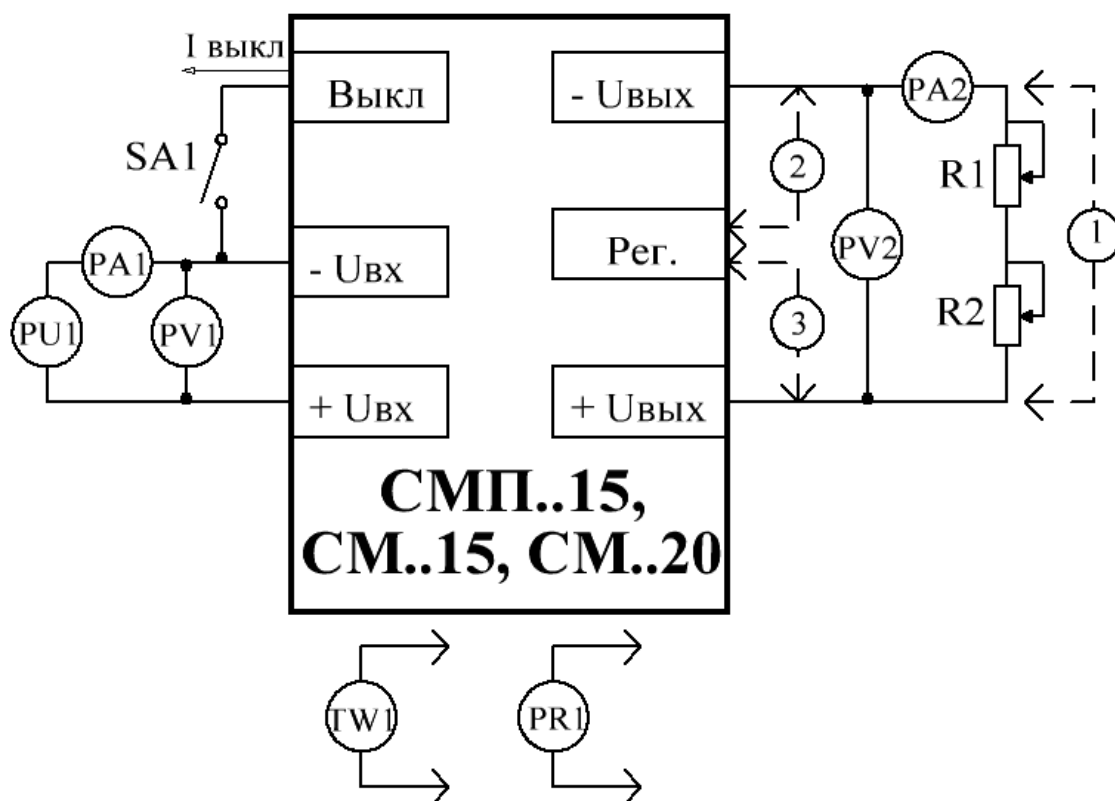 I выкл
Выкл
- Uвых
PA2
SA1
2
R1
1
PA1
- Uвх
Рег.
PV2
PU1
PV1
3
R2
+ Uвх
+ Uвых
СМП..15,
СМ..15, СМ..20
TW1
PR1